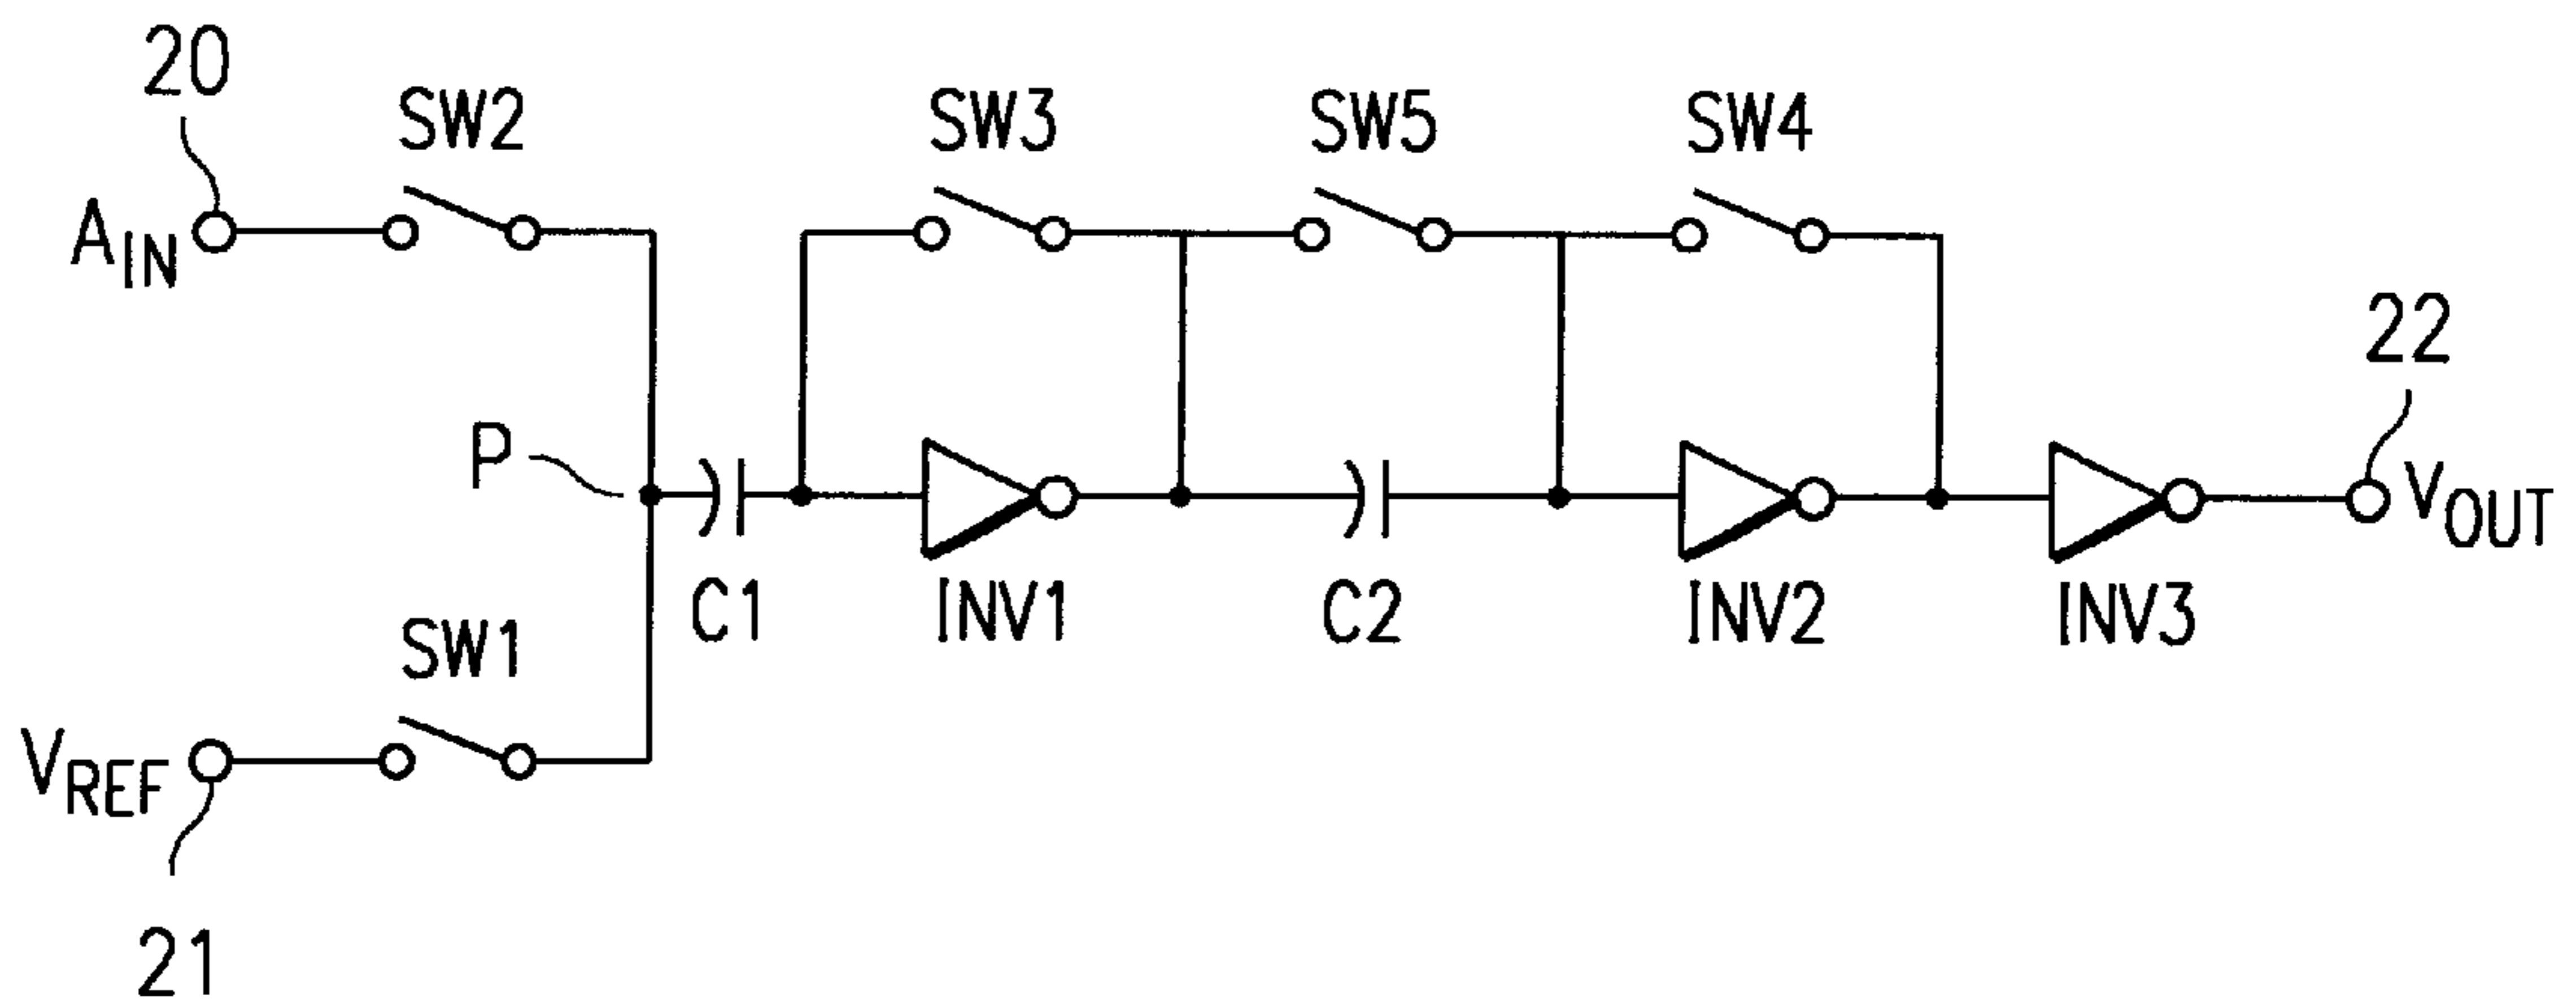 20
SW2
SW3
SW5
SW4
AIN
22
P
VOUT
C1
INV1
C2
INV2
INV3
SW1
VREF
21